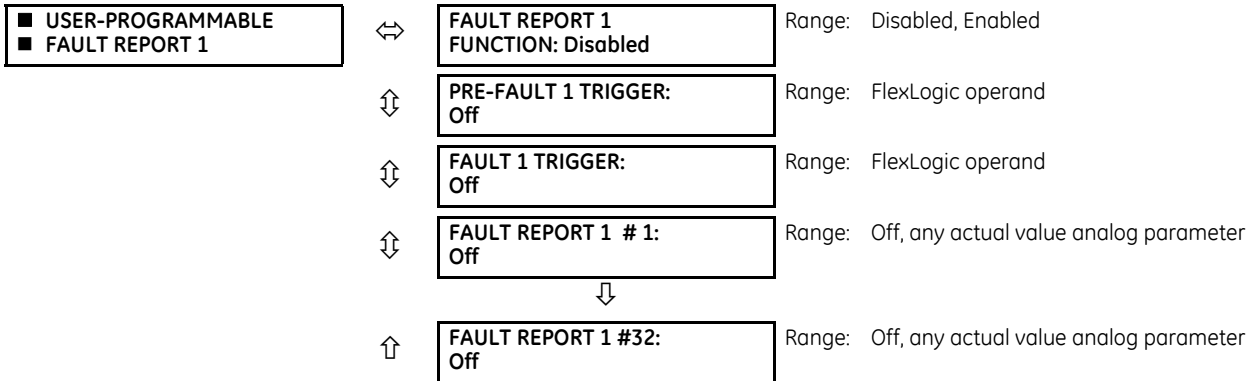 ■ USER-PROGRAMMABLE
■ FAULT REPORT 1
FAULT REPORT 1
FUNCTION: Disabled
Range: Disabled, Enabled
PRE-FAULT 1 TRIGGER:
Off
Range: FlexLogic operand
FAULT 1 TRIGGER:
Off
Range: FlexLogic operand
FAULT REPORT 1 # 1:
Off
Range: Off, any actual value analog parameter
FAULT REPORT 1 #32:
Off
Range: Off, any actual value analog parameter